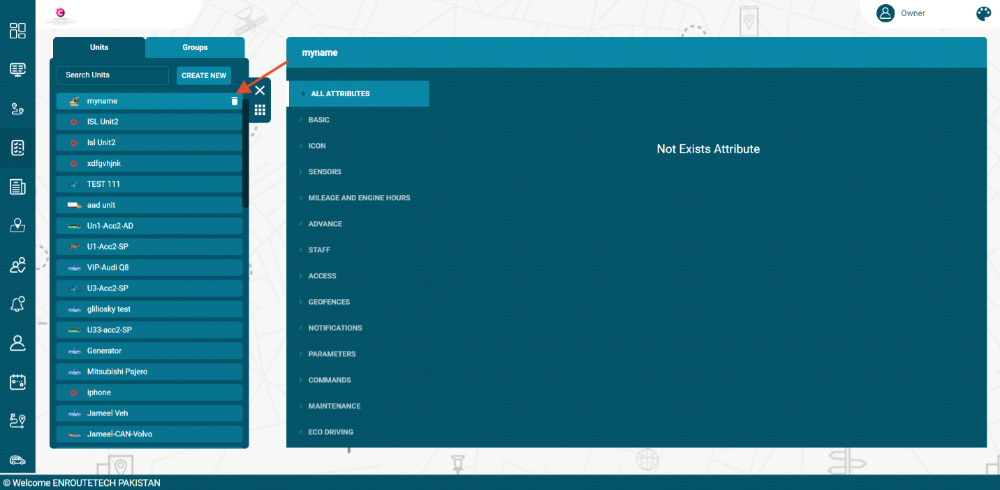 Owner
Units
Groups
Search Units
CREATE NEW
myname
ISL Unit2
Isl Unit2
xdfgvhjnk
TEST 111
aad unit
Un1-Acc2-AD
U1-Acc2-SP
VIP-Audi Q8
U3-Acc2-SP
gliliosky test
U33-acc2-SP
Generator
Mitsubishi Pajero
iphone
Jameel Veh
Jameel-CAN-Volvo
myname
ALL ATTRIBUTES
BASIC
ICON
SENSORS
MILEAGE AND ENGINE HOURS
ADVANCE
STAFF
ACCESS
GEOFENCES
NOTIFICATIONS
PARAMETERS
COMMANDS
MAINTENANCE
ECO DRIVING
Not Exists Attribute
© Welcome ENROUTETECH PAKISTAN